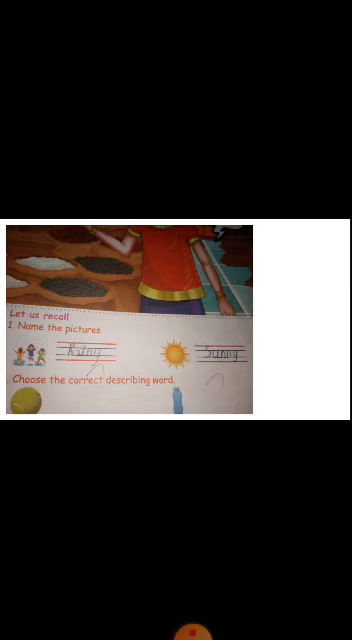 Let us recall
1. Name the pictures.
Rainy Sunny
. Choose the correct describing word.